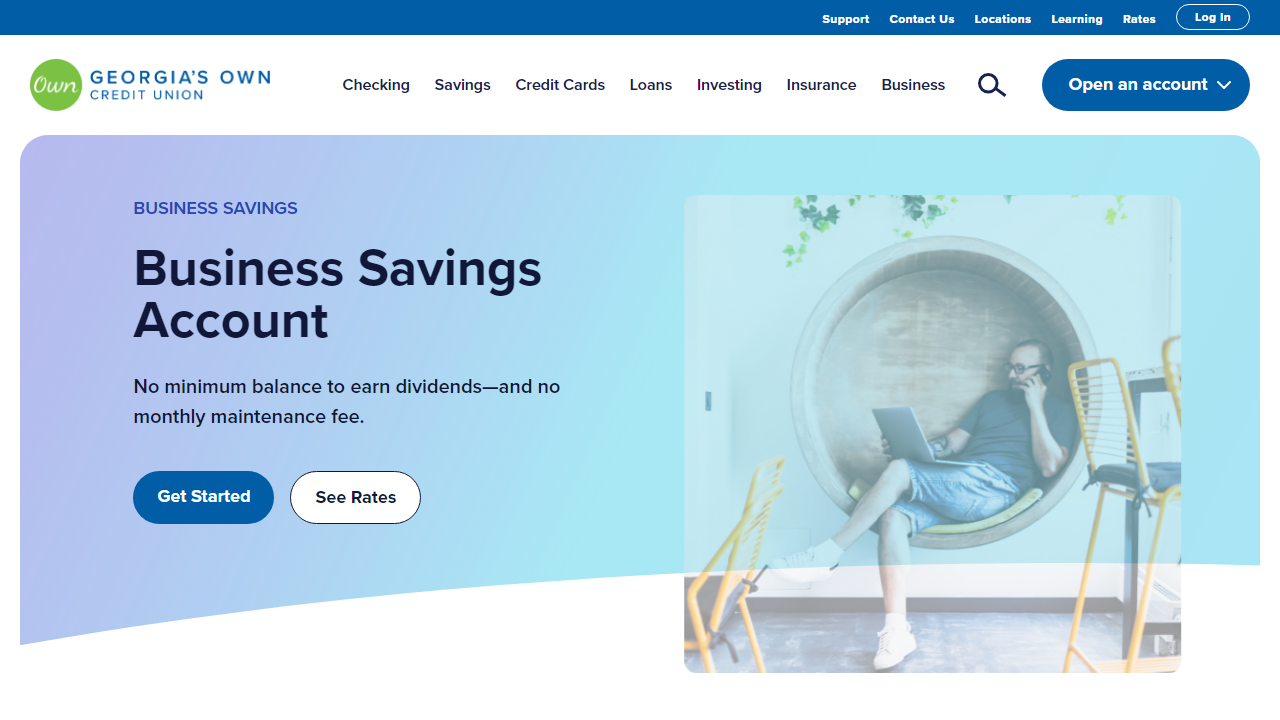 Support Contact Us Locations Learning Rates Log In
Own GEORGIA'S OWN
CREDIT UNION
Checking Savings Credit Cards Loans Investing Insurance Business Open an account
BUSINESS SAVINGS
Business Savings
Account
No minimum balance to earn dividends—and no
monthly maintenance fee.
Get Started See Rates